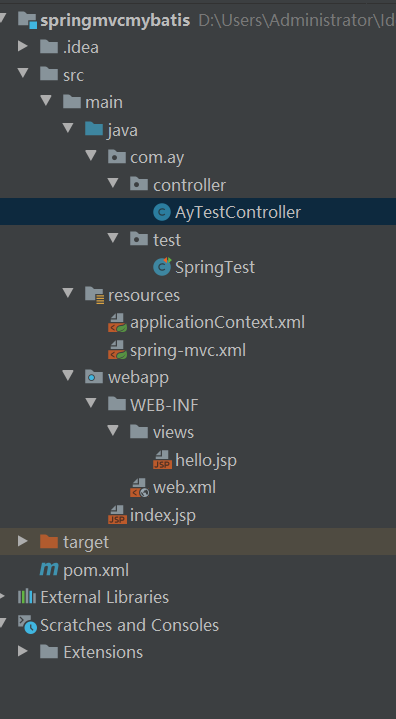 springmvcmybatis D:\Users\Administrator\Id
.idea
src
main
java
com.ay
controller
AyTestController
test
SpringTest
resources
applicationContext.xml
spring-mvc.xml
webapp
WEB-INF
views
hello.jsp
web.xml
index.jsp
target
pom.xml
External Libraries
Scratches and Consoles
Extensions